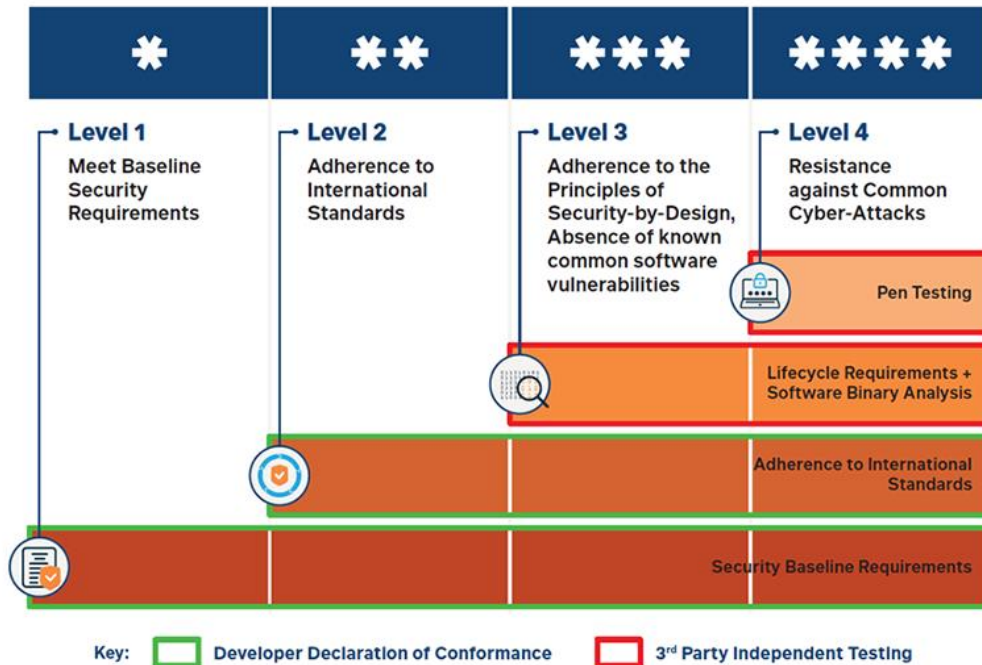 * ** *** ****
Level 1
Meet Baseline
Security
Requirements
Level 2
Adherence to
International
Standards
Level 3
Adherence to the
Principles of
Security-by-Design,
Absence of known
common software
vulnerabilities
Level 4
Resistance
against Common
Cyber-Attacks
Pen Testing
Lifecycle Requirements +
Software Binary Analysis
Adherence to International
Standards
Security Baseline Requirements
Key: Developer Declaration of Conformance 3rd Party Independent Testing